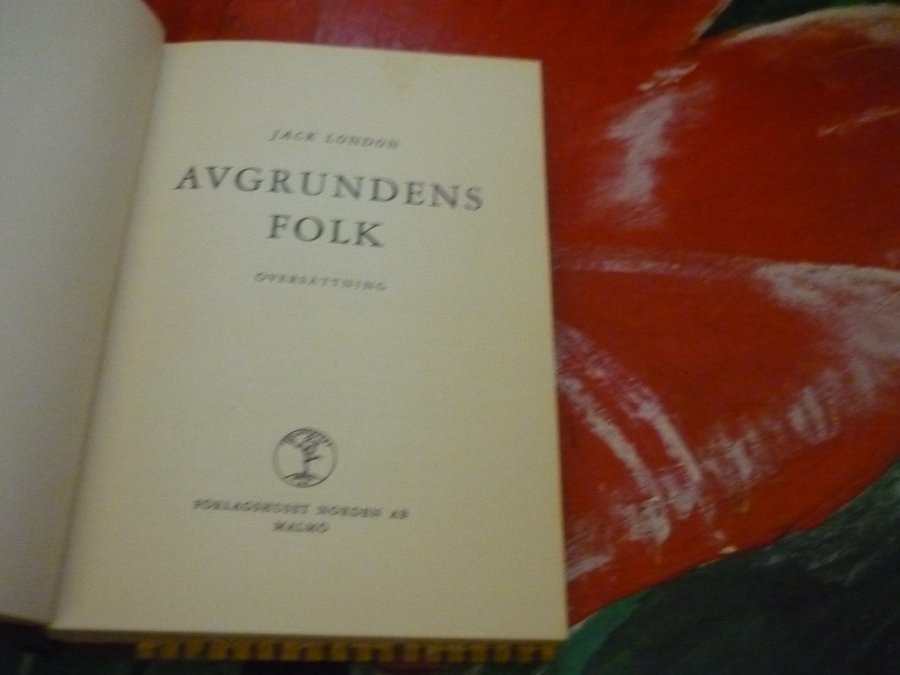 JACK LONDON
AVGRUNDENS
FOLK
ÖVERSÄTTNING
FÖRLAGSHUSET NORDEN AB
MALMÖ